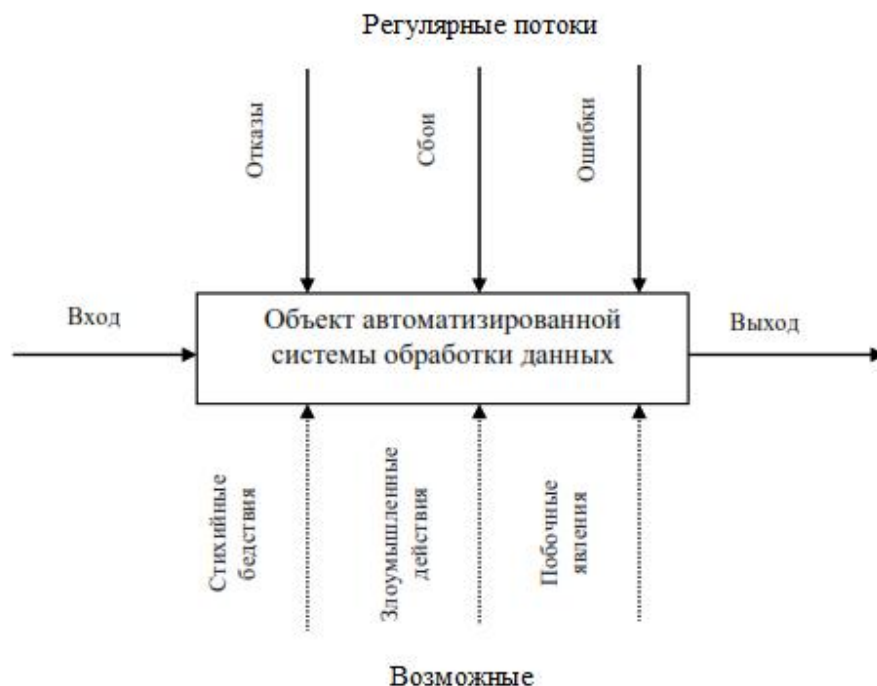 Регулярные потоки
Отказы
Сбои
Ошибки
Вход
Объект автоматизированной
системы обработки данных
Выход
Стихийные
бедствия
Злоумышленные
действия
Побочные
явления
Возможные